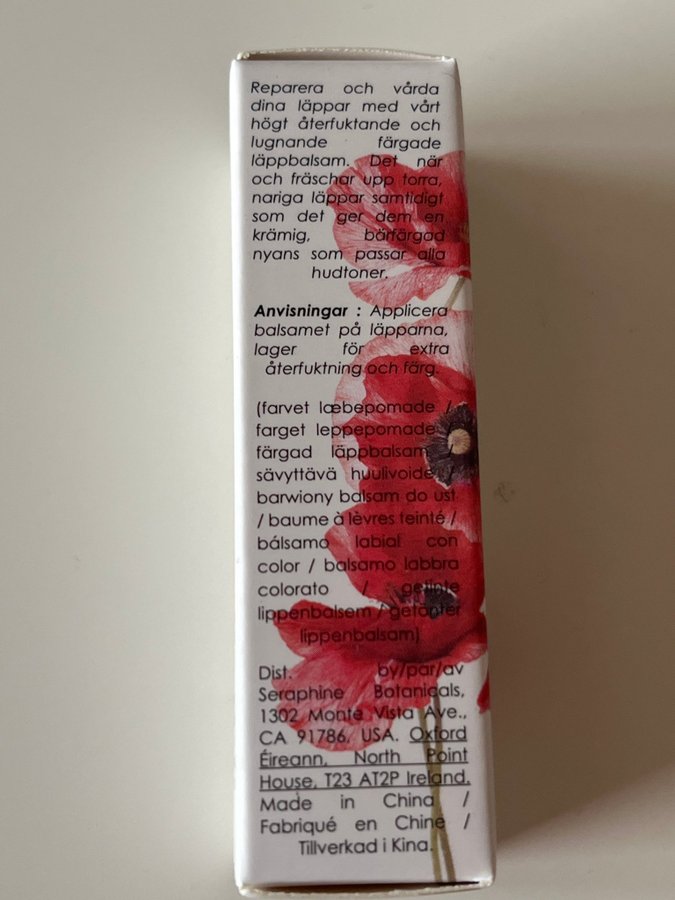 Reparera och vårda
dina läppar med vårt
högt återfuktande och
lugnande färgade
läppbalsam. Det när
och fräschar upp torra,
nariga läppar samtidigt
som det ger dem en
krämig, bärfärgad
nyans som passar alla
hudtoner.
Anvisningar : Applicera
balsamet på läpparna,
lager för extra
återfuktning och färg.
(farvet læbepomade /
farget leppepomade /
färgad läppbalsam /
sävyttävä huulivoide /
barwiony balsam do ust
/ baume à lèvres teinté /
bálsamo labial con
color / balsamo labbra
colorato / getinte
lippenbalsem / getönter
lippenbalsam)
Dist. by/par/av
Seraphine Botanicals,
1302 Monte Vista Ave.,
CA 91786, USA. Oxford
Éireann, North Point
House, T23 AT2P Ireland.
Made in China /
Fabriqué en Chine /
Tillverkad i Kina.